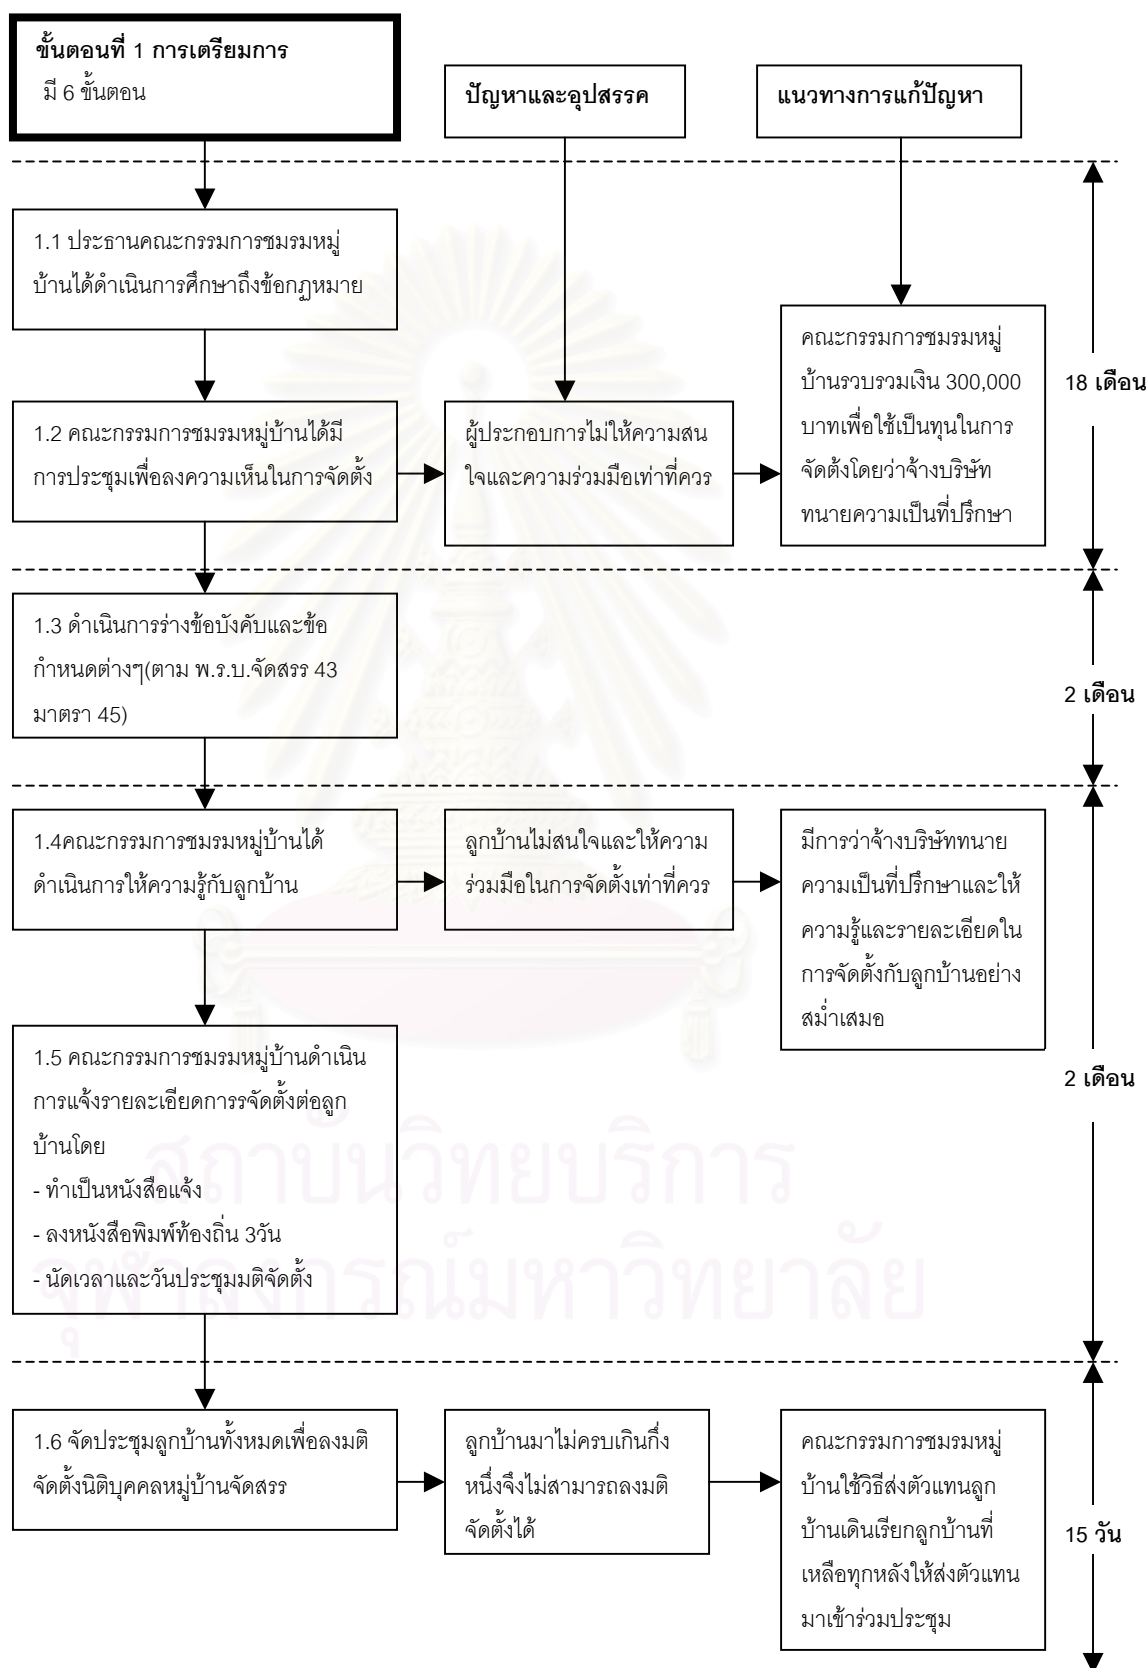 ขั้นตอนที่ 1 การเตรียมการ
มี 6 ขั้นตอน
ปัญหาและอุปสรรค
แนวทางการแก้ปัญหา
1.1 ประธานคณะกรรมการชมรมหมู่
บ้านได้ดำเนินการศึกษาถึงข้อกฏหมาย
1.2 คณะกรรมการชมรมหมู่บ้านได้มี
การประชุมเพื่อลงความเห็นในการจัดตั้ง
ผู้ประกอบการไม่ให้ความสน
ใจและความร่วมมือเท่าที่ควร
คณะกรรมการชมรมหมู่
บ้านรวบรวมเงิน 300,000
บาทเพื่อใช้เป็นทุนในการ
จัดต้งโดยว่าจ้างบริษัท
ทนายความเป็นที่ปรึกษา
18 เดือน
1.3 ดำเนินการร่างข้อบังคับและข้อ
กำหนดต่างๆ(ตาม พ.ร.บ.จัดสรร 43
มาตรา 45)
2 เดือน
1.4คณะกรรมการชมรมหมู่บ้านได้
ดำเนินการให้ความรู้กับลูกบ้าน
ลูกบ้านไม่สนใจและให้ความ
ร่วมมือในการจัดตั้งเท่าที่ควร
มีการว่าจ้างบริษัททนาย
ความเป็นที่ปรึกษาและให้
ความรู้และรายละเอียดใน
การจัดตั้งกับลูกบ้านอย่าง
สม่ำเสมอ
1.5 คณะกรรมการชมรมหมู่บ้านดำเนิน
การแจ้งรายละเอียดการรจัดตั้งต่อลูก
บ้านโดย
- ทำเป็นหนังสือแจ้ง
- ลงหนังสือพิมพ์ท้องถิ่น 3วัน
- นัดเวลาและวันประชุมมติจัดตั้ง
2 เดือน
สถาบันวิทยบริการ
จุฬาลงกรณ์มหาวิทยาลัย
1.6 จัดประชุมลูกบ้านทั้งหมดเพื่อลงมติ
จัดตั้งนิติบุคคลหมู่บ้านจัดสรร
ลูกบ้านมาไม่ครบเกินกึ่ง
หนึ่งจึงไม่สามารถลงมติ
จัดตั้งได้
คณะกรรมการชมรมหมู่
บ้านใช้วิธีส่งตัวแทนลูก
บ้านเดินเรียกลูกบ้านที่
เหลือทุกหลังให้ส่งตัวแทน
มาเข้าร่วมประชุม
15 วัน